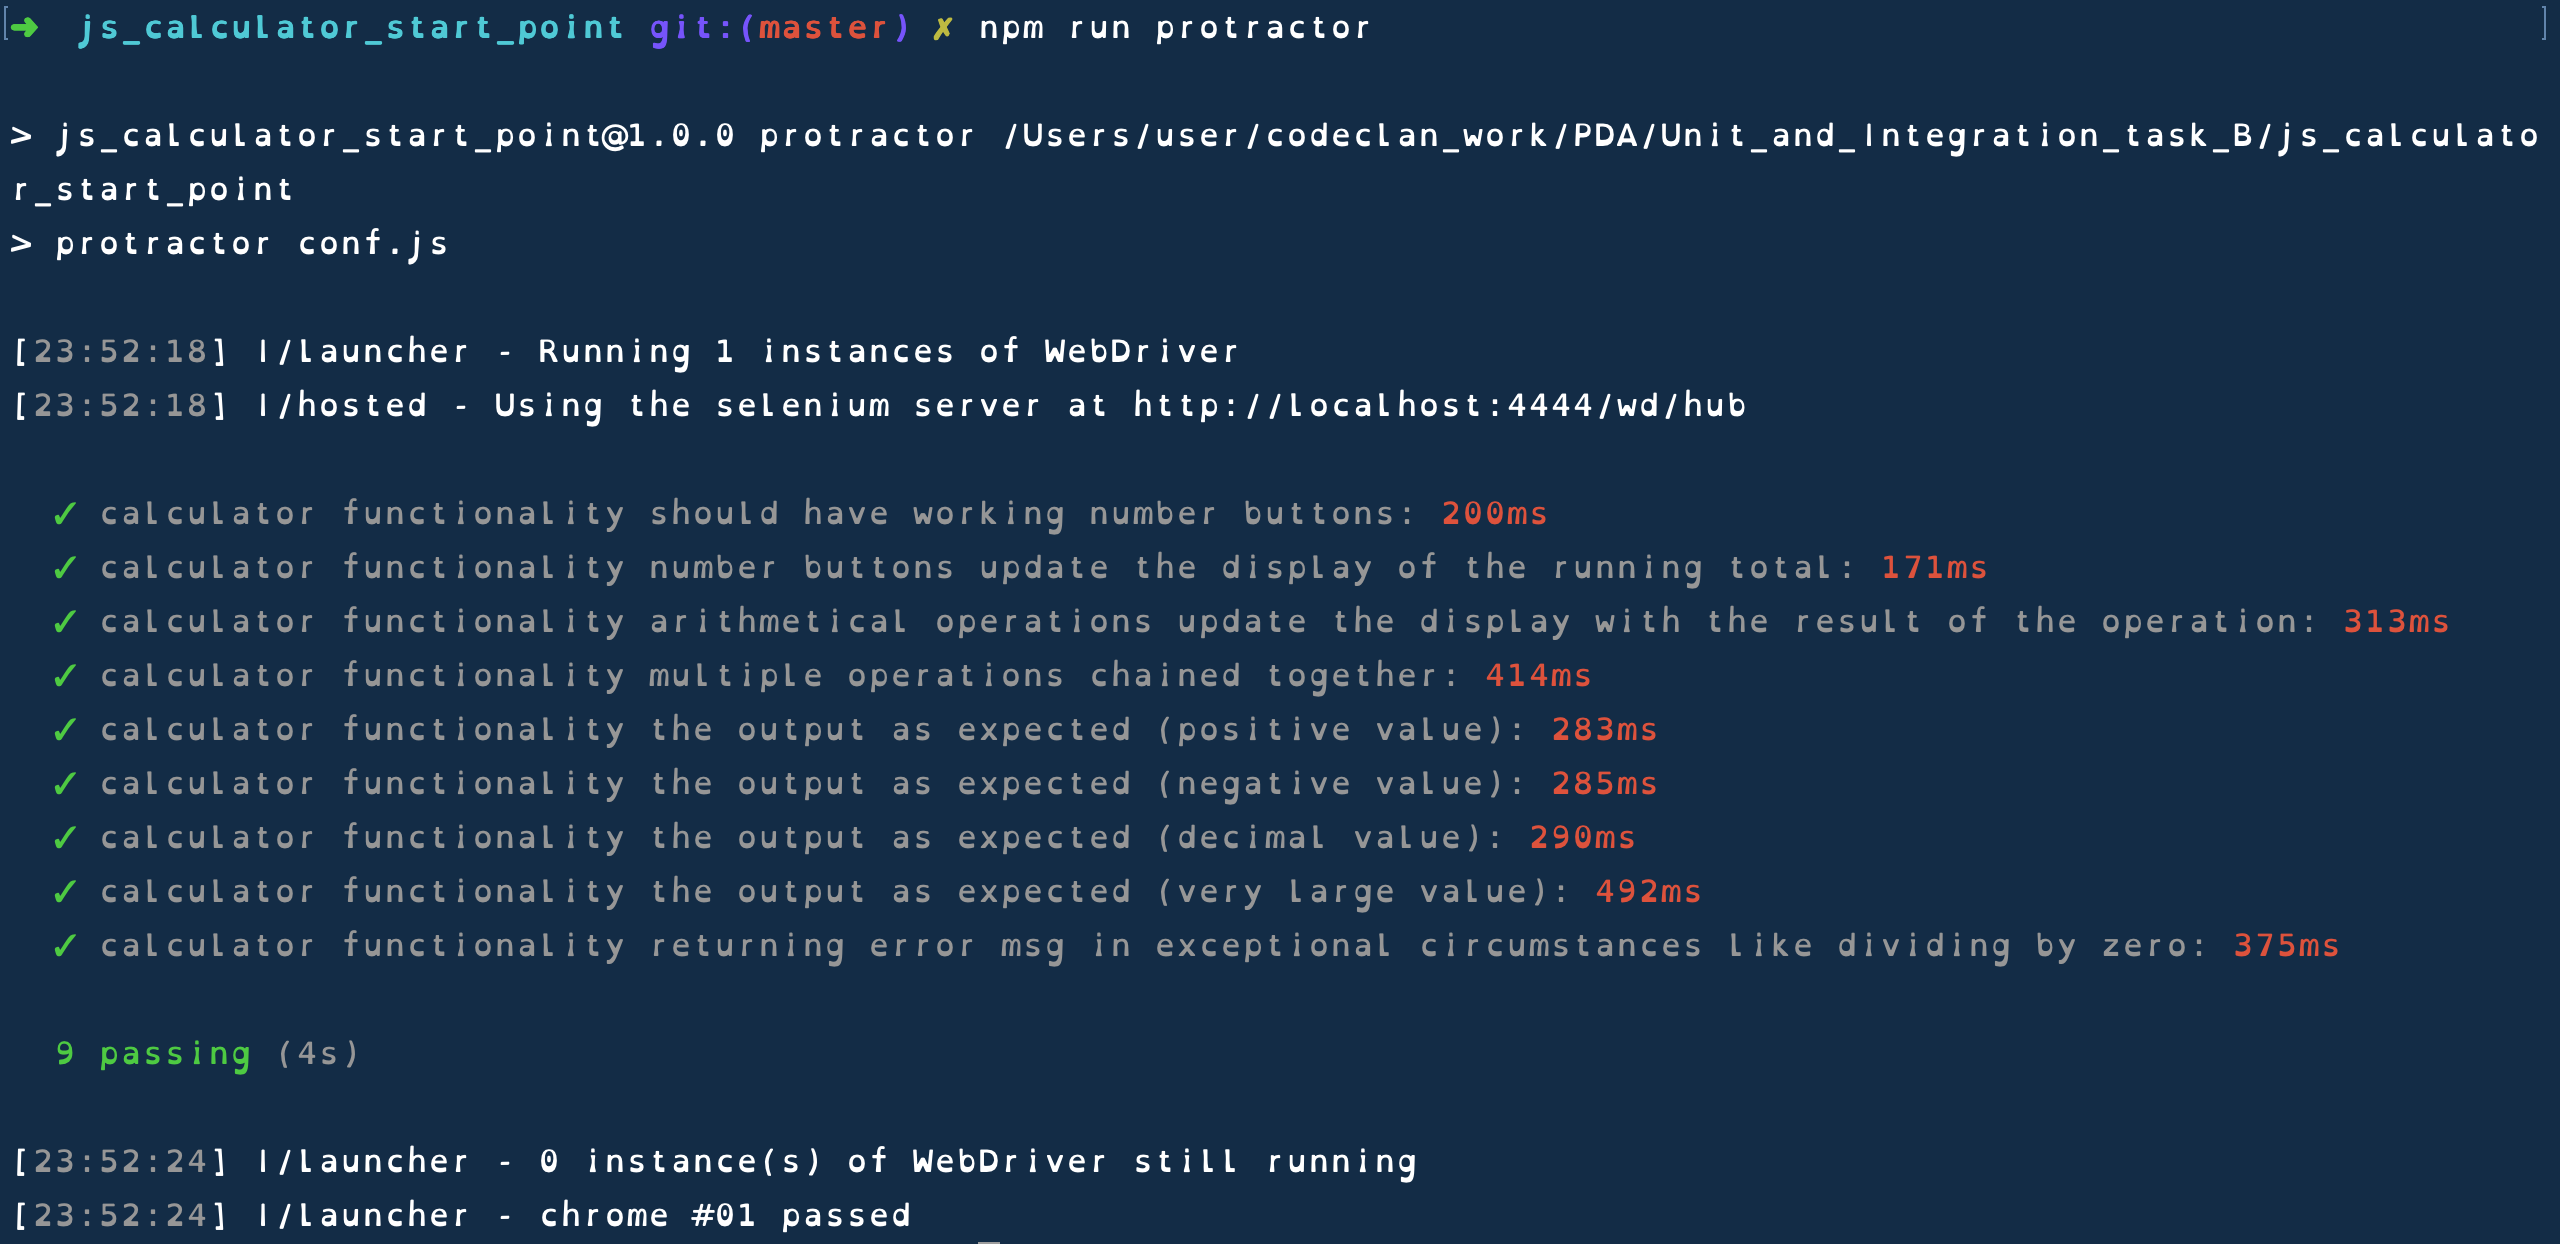 ➜ js_calculator_start_point git:(master) ✗ npm run protractor
> js_calculator_start_point@1.0.0 protractor /Users/user/codeclan_work/PDA/Unit_and_Integration_task_B/js_calculato
r_start_point
> protractor conf.js
[23:52:18] I/launcher - Running 1 instances of WebDriver
[23:52:18] I/hosted - Using the selenium server at http://localhost:4444/wd/hub
✓ calculator functionality should have working number buttons: 200ms
✓ calculator functionality number buttons update the display of the running total: 171ms
✓ calculator functionality arithmetical operations update the display with the result of the operation: 313ms
✓ calculator functionality multiple operations chained together: 414ms
✓ calculator functionality the output as expected (positive value): 283ms
✓ calculator functionality the output as expected (negative value): 285ms
✓ calculator functionality the output as expected (decimal value): 290ms
✓ calculator functionality the output as expected (very large value): 492ms
✓ calculator functionality returning error msg in exceptional circumstances like dividing by zero: 375ms
9 passing (4s)
[23:52:24] I/launcher - 0 instance(s) of WebDriver still running
[23:52:24] I/launcher - chrome #01 passed